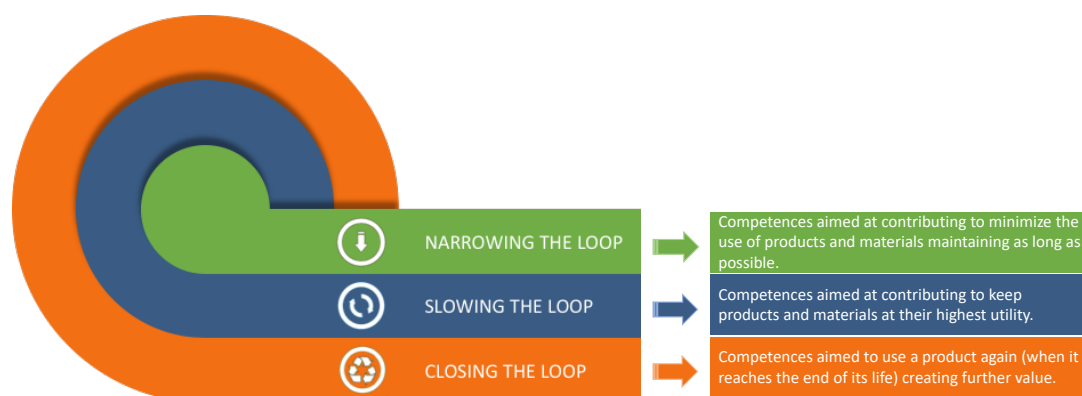 NARROWING THE LOOP
Competences aimed at contributing to minimize the
use of products and materials maintaining as long as
possible.
SLOWING THE LOOP
Competences aimed at contributing to keep
products and materials at their highest utility.
CLOSING THE LOOP
Competences aimed to use a product again (when it
reaches the end of its life) creating further value.